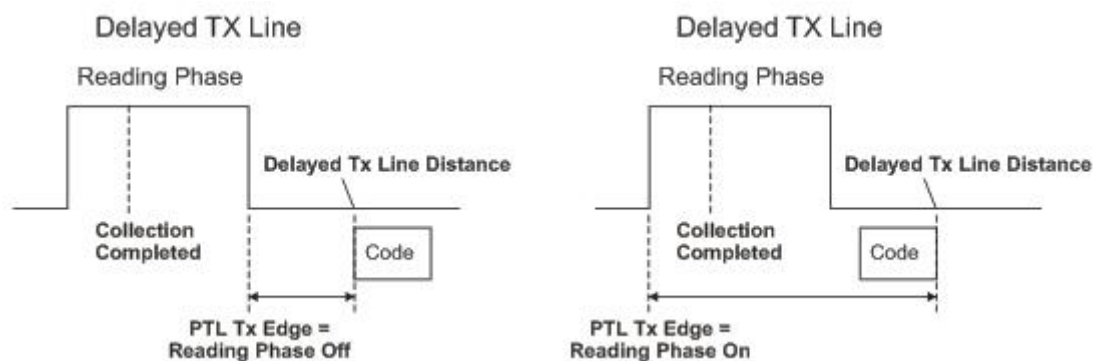 Delayed TX Line
Reading Phase
Delayed Tx Line Distance
Collection
Completed
Code
PTL Tx Edge =
Reading Phase Off
Delayed TX Line
Reading Phase
Delayed Tx Line Distance
Collection
Completed
Code
PTL Tx Edge =
Reading Phase On